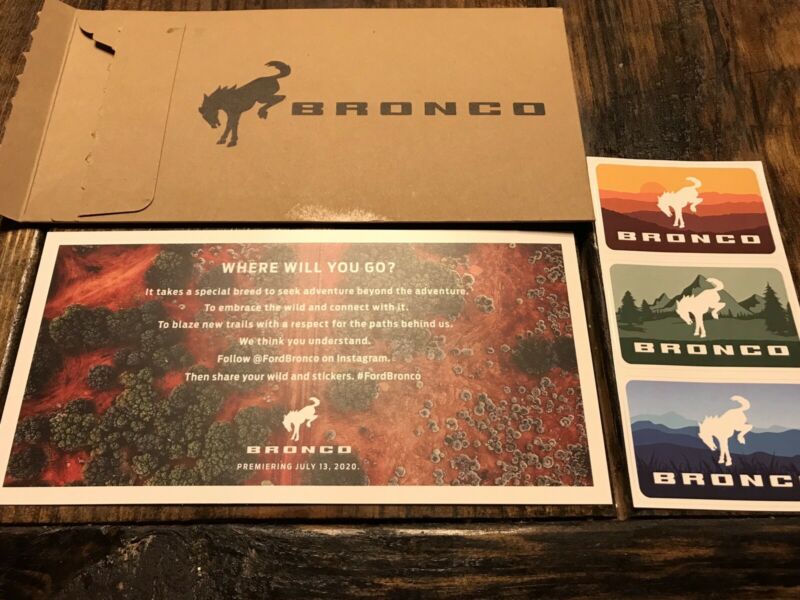 BRONCO
WHERE WILL YOU GO?
It takes a special breed to seek adventure beyond the adventure.
To embrace the wild and connect with it.
To blaze new trails with a respect for the paths behind us.
We think you understand.
Follow @FordBronco on Instagram.
Then share your wild and stickers. #FordBronco
BRONCO
PREMIERING JULY 13, 2020.
BRONCO
BRONCO
BRONCO